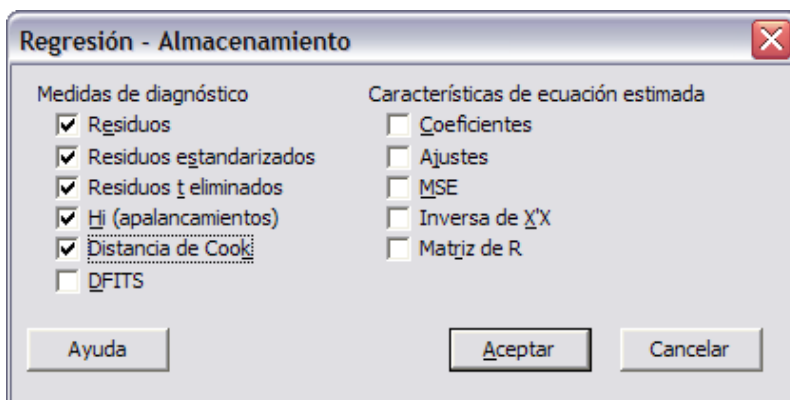 Regresión - Almacenamiento
Medidas de diagnóstico
Residuos
Residuos estandarizados
Residuos t eliminados
Hi (apalancamientos)
Distancia de Cook
DFITS
Características de ecuación estimada
Coeficientes
Ajustes
MSE
Inversa de X'X
Matriz de R
Ayuda
Aceptar
Cancelar